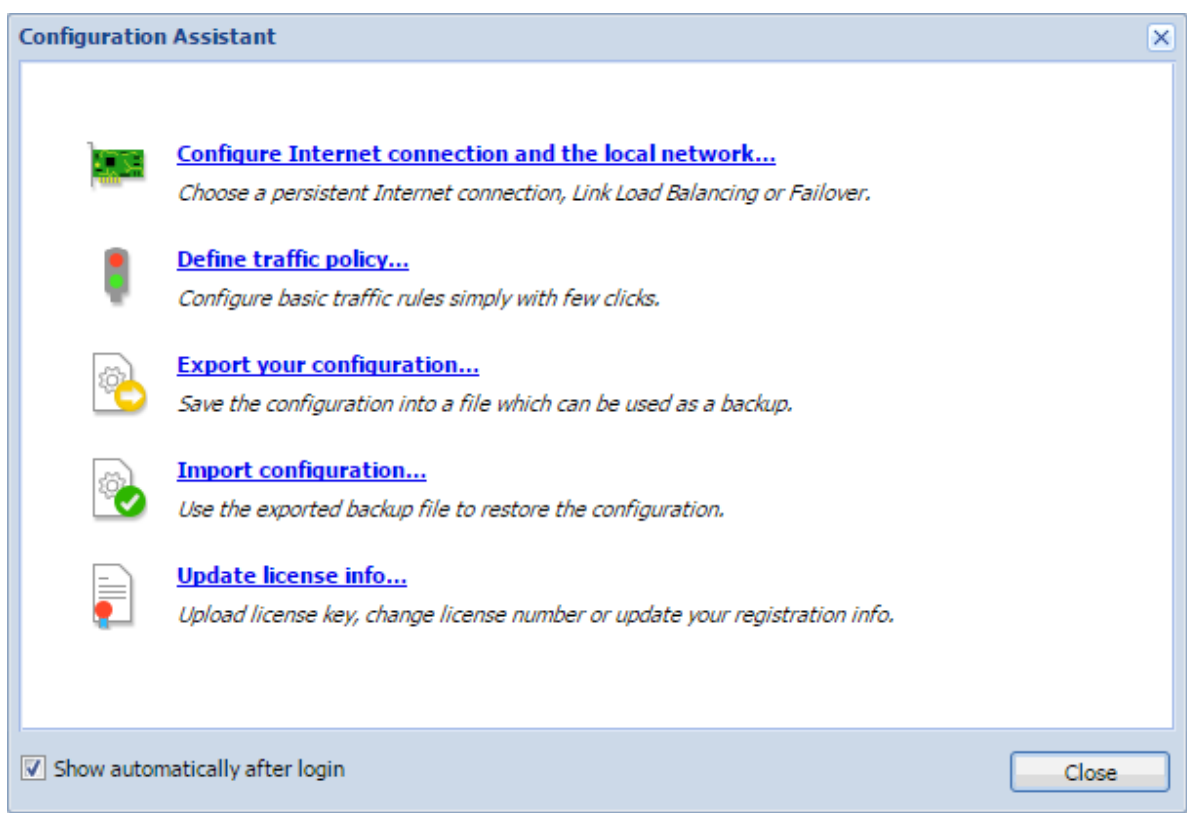 Configuration Assistant
Configure Internet connection and the local network...
Choose a persistent Internet connection, Link Load Balancing or Failover.
Define traffic policy...
Configure basic traffic rules simply with few clicks.
Export your configuration...
Save the configuration into a file which can be used as a backup.
Import configuration...
Use the exported backup file to restore the configuration.
Update license info...
Upload license key, change license number or update your registration info.
Show automatically after login
Close